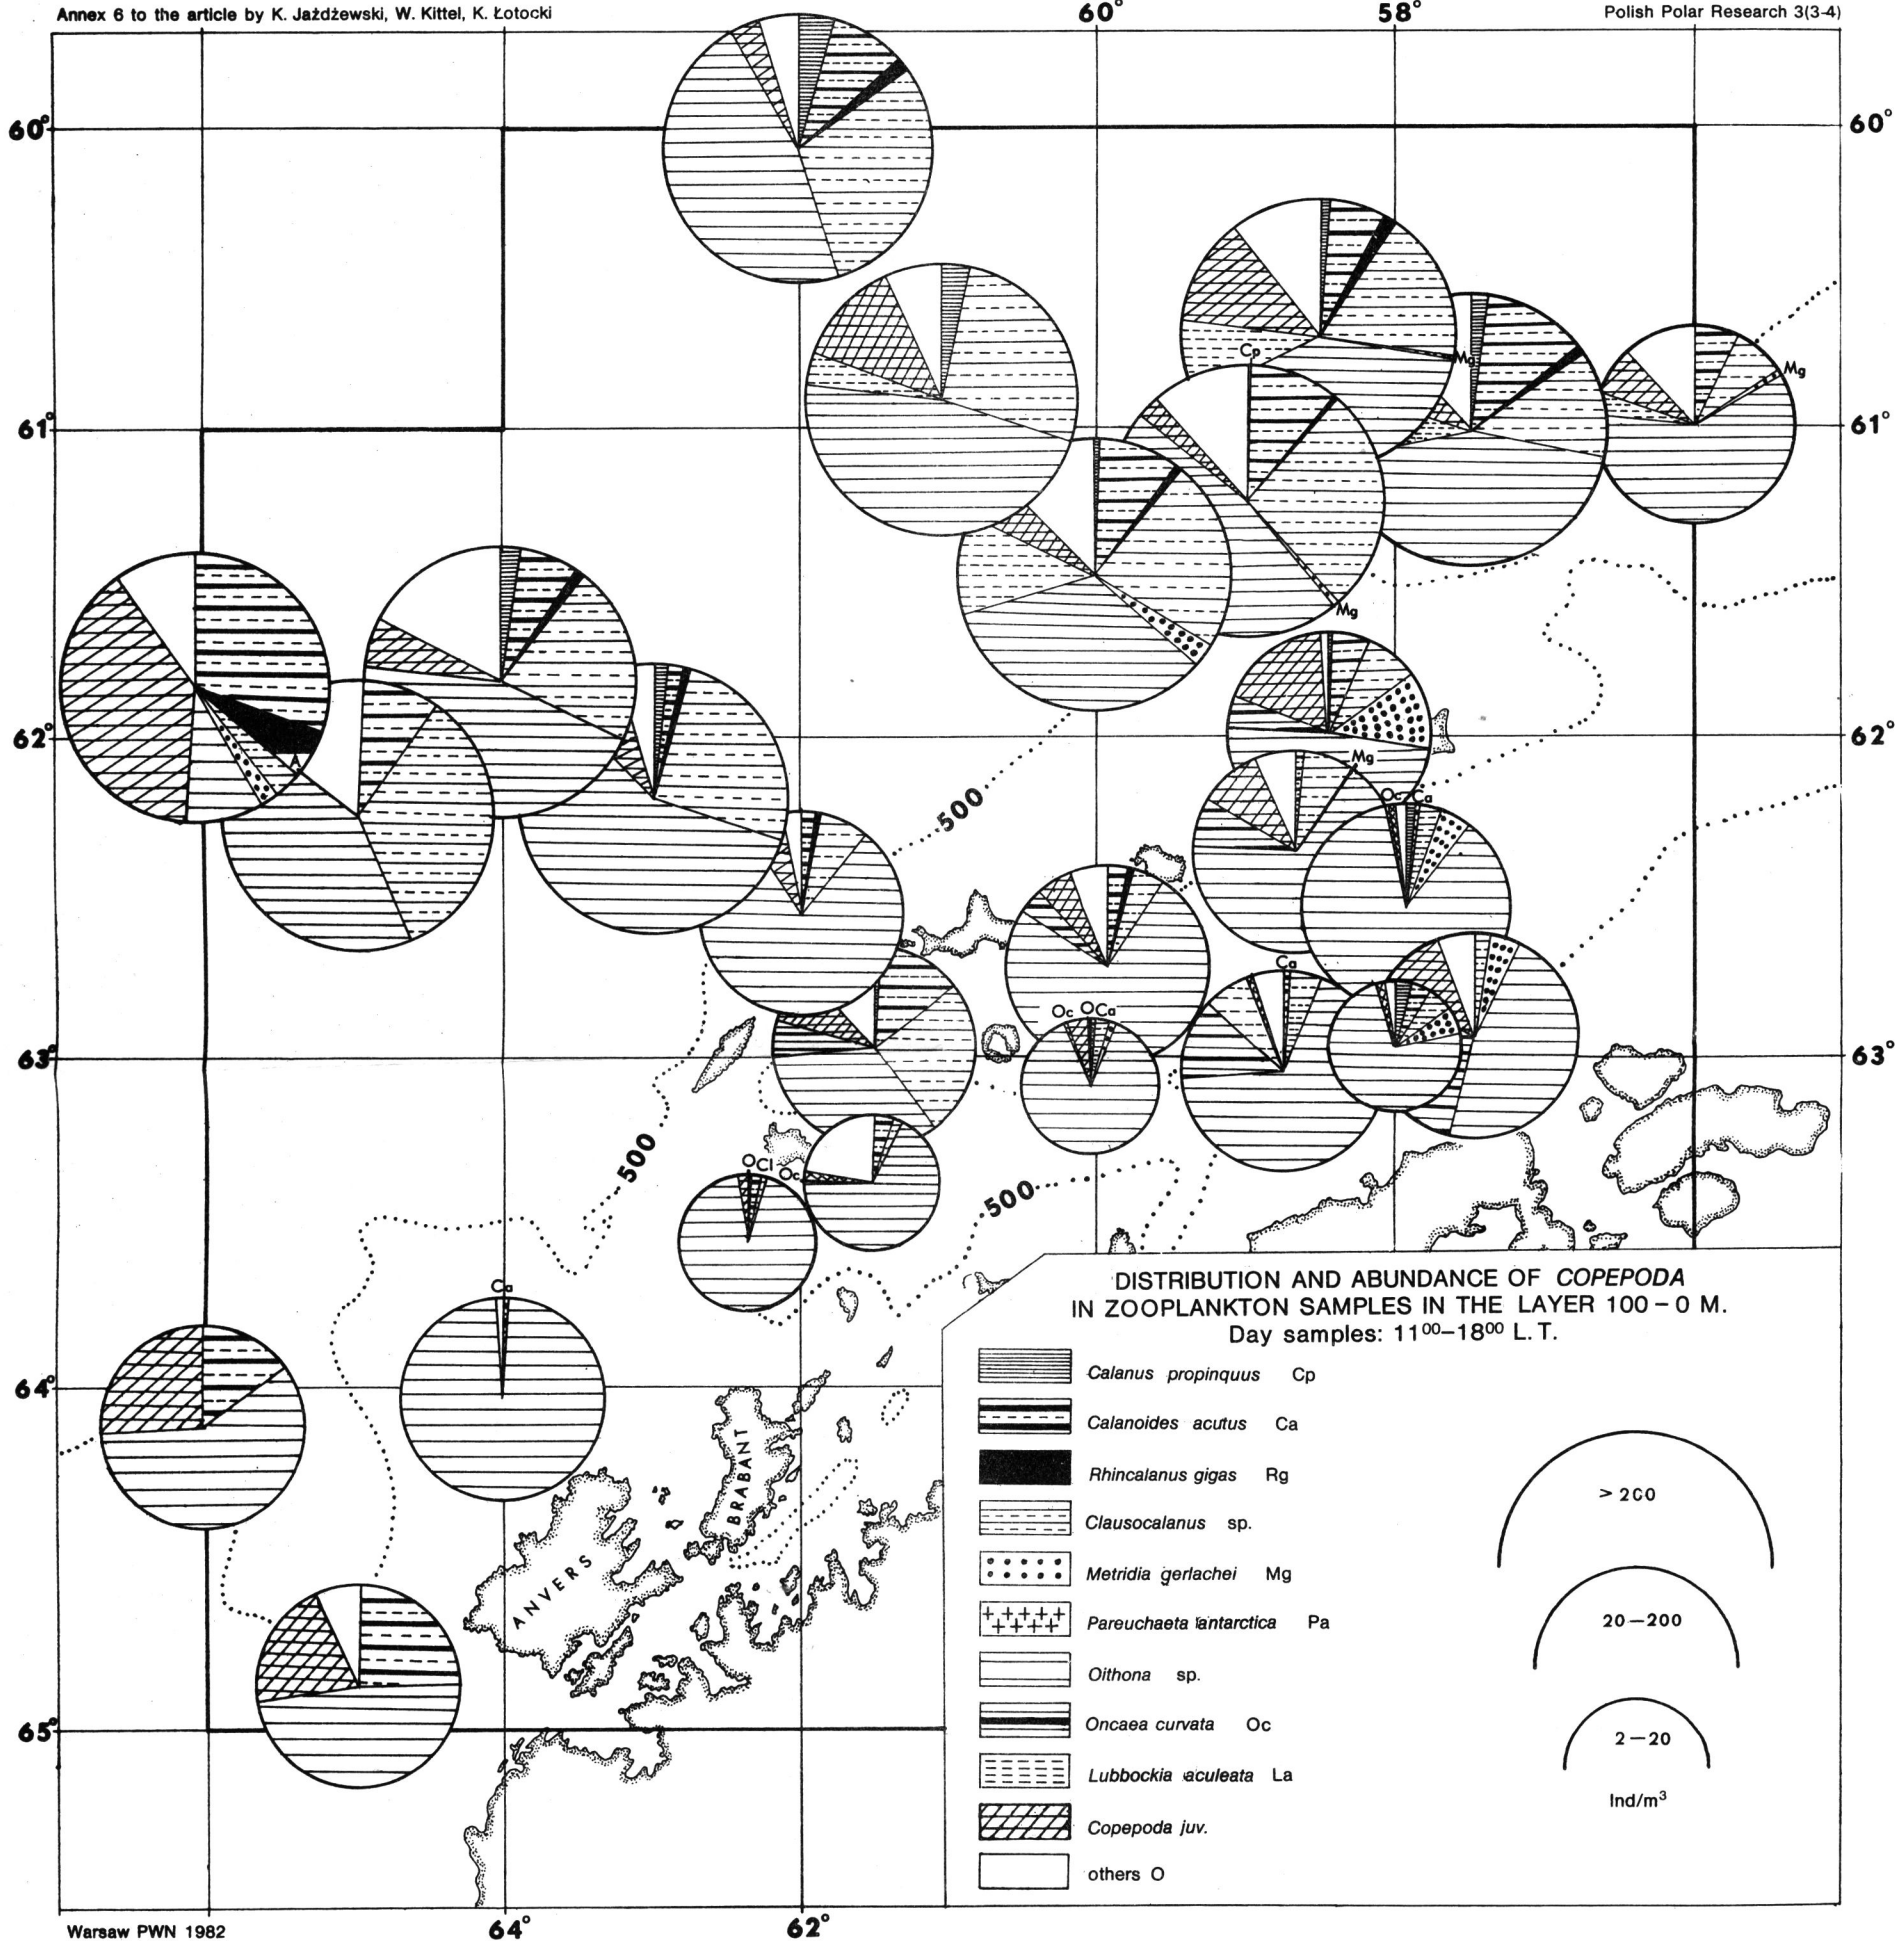 Annex 6 to the article by K. Jażdżewski, W. Kittel, K. Łotocki
60° 58°
Polish Polar Research 3(3-4)
60° 60°
Cp
Mg
Mg
61° 61°
Mg
62° 62°
A
Mg
500
Oc Ca
Ca
Oc O Ca
63° 63°
500
O Cl Oc
500
Ca
64°
BRABANT
ANVERS
65°
DISTRIBUTION AND ABUNDANCE OF COPEPODA
IN ZOOPLANKTON SAMPLES IN THE LAYER 100–0 M.
Day samples: 11⁰⁰–18⁰⁰ L.T.
Calanus propinquus Cp
Calanoides acutus Ca
Rhincalanus gigas Rg
Clausocalanus sp.
Metridia gerlachei Mg
Pareuchaeta antarctica Pa
Oithona sp.
Oncaea curvata Oc
Lubbockia aculeata La
Copepoda juv.
others O
> 200
20–200
2–20
Ind/m³
Warsaw PWN 1982
64° 62°